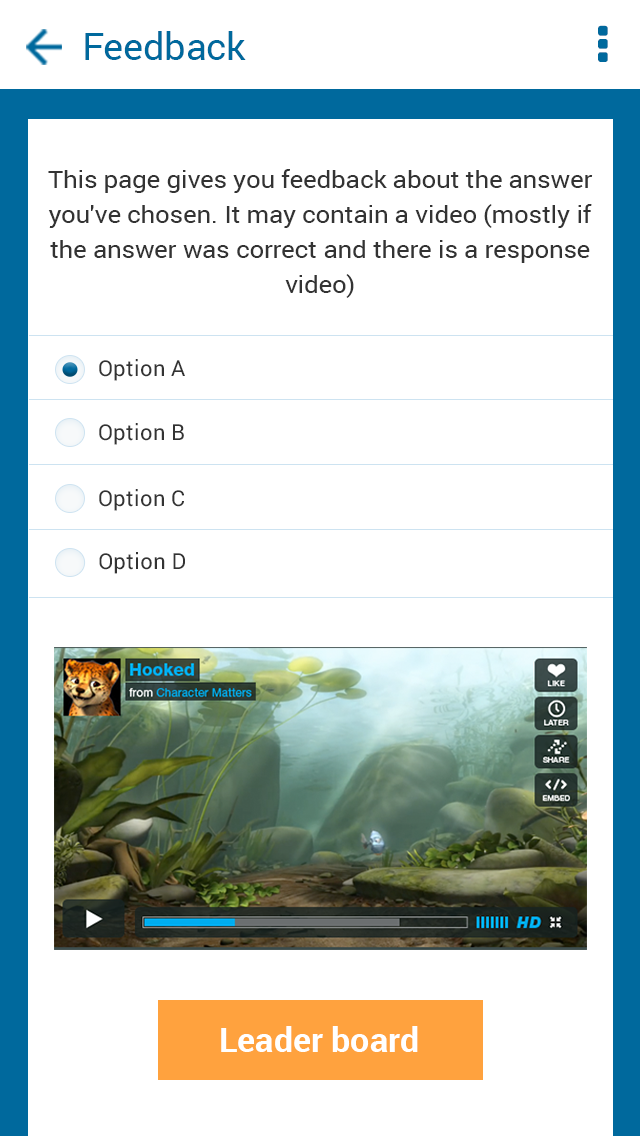 Feedback
This page gives you feedback about the answer
you've chosen. It may contain a video (mostly if
the answer was correct and there is a response
video)
Option A
Option B
Option C
Option D
Hooked
from Character Matters
LIKE
LATER
SHARE
EMBED
HD
Leader board